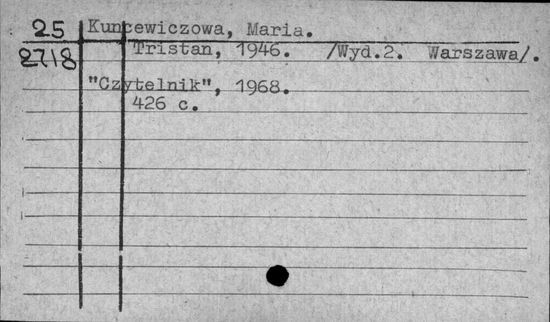 25
2718
Kuncewiczowa, Maria.
Tristan, 1946. /Wyd.2. Warszawa/.
"Czytelnik", 1968.
426 c.